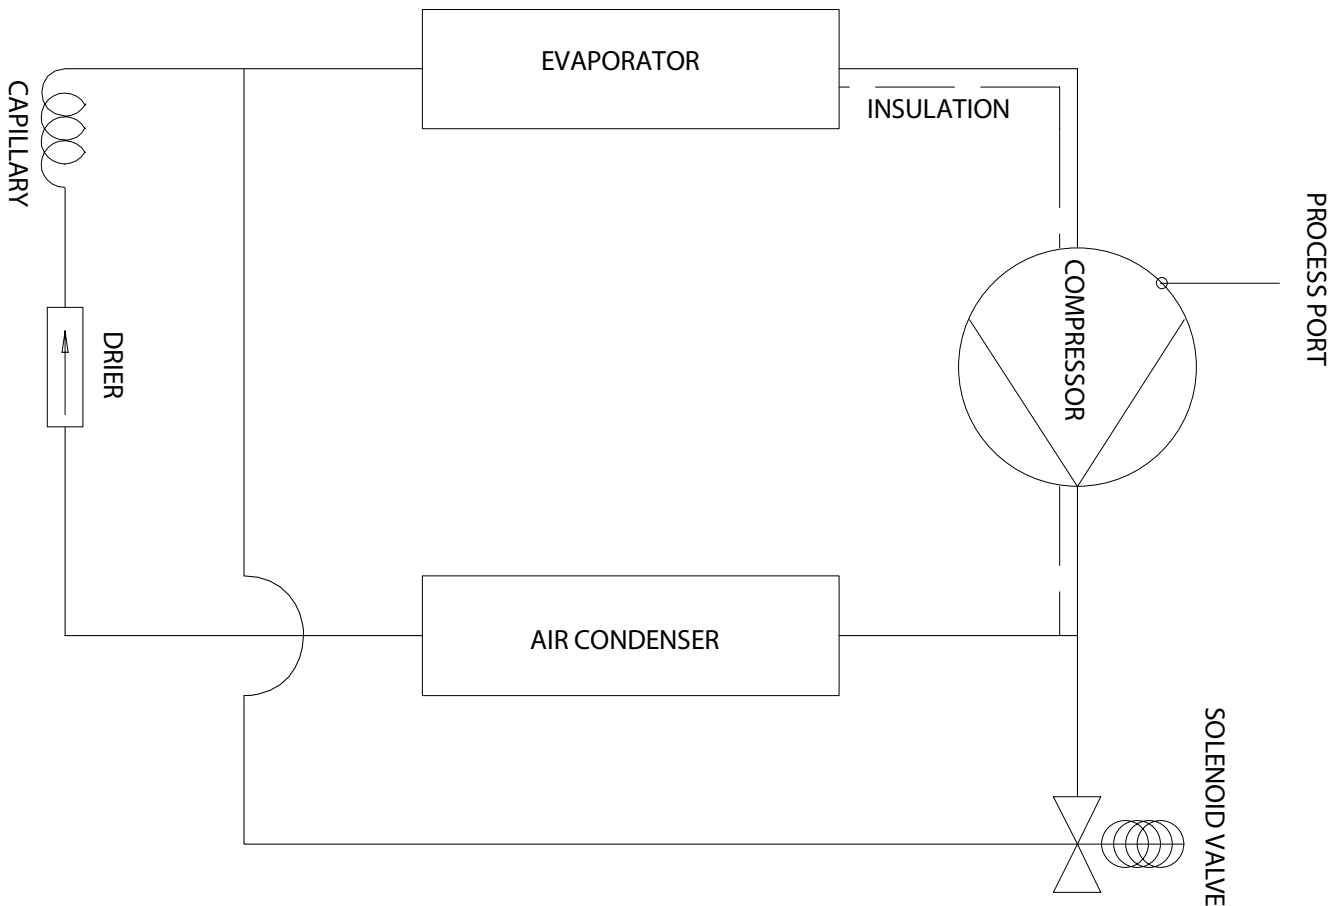 EVAPORATOR
INSULATION
CAPILLARY
PROCESS PORT
COMPRESSOR
DRIER
AIR CONDENSER
SOLENOID VALVE